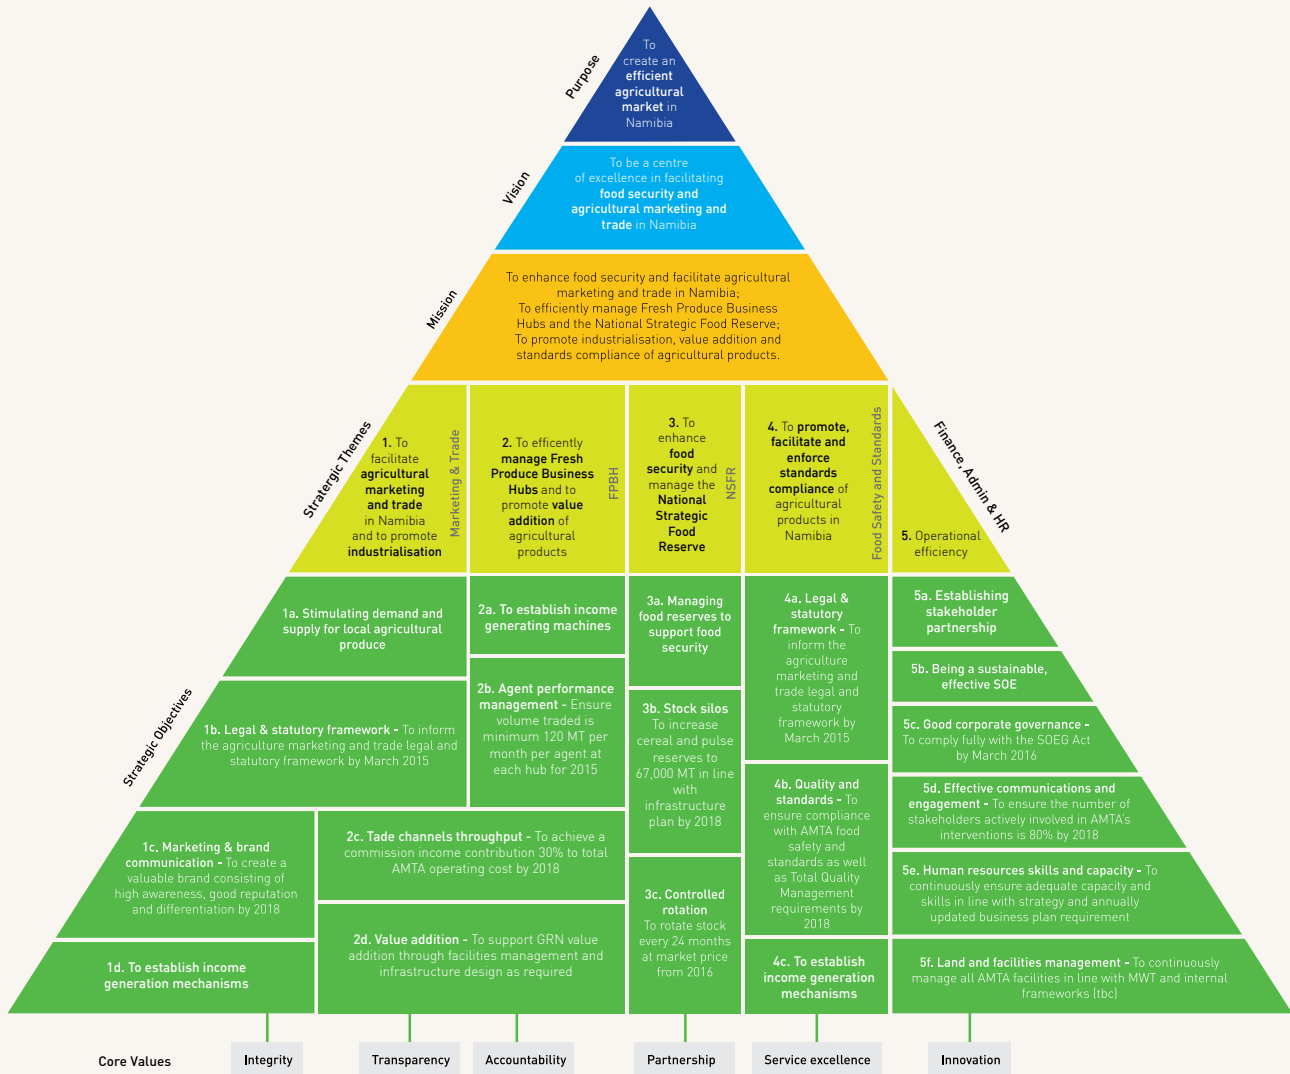 Purpose
To
create an
efficient
agricultural
market in
Namibia
Vision
To be a centre
of excellence in facilitating
food security and
agricultural marketing and
trade in Namibia
Mission
To enhance food security and facilitate agricultural
marketing and trade in Namibia;
To efficiently manage Fresh Produce Business
Hubs and the National Strategic Food Reserve;
To promote industrialisation, value addition and
standards compliance of agricultural products.
Stratergic Themes
1. To
facilitate
agricultural
marketing
and trade
in Namibia
and to promote
industrialisation
Marketing & Trade
2. To efficently
manage Fresh
Produce Business
Hubs and to
promote value
addition of
agricultural
products
FPBH
3. To
enhance
food
security and
manage the
National
Strategic
Food
Reserve
NSFR
4. To promote,
facilitate and
enforce
standards
compliance of
agricultural
products in
Namibia
Food Safety and Standards
5. Operational
efficiency
Finance, Admin & HR
Strategic Objectives
1a. Stimulating demand and
supply for local agricultural
produce
1b. Legal & statutory framework - To inform
the agriculture marketing and trade legal and
statutory framework by March 2015
1c. Marketing & brand
communication - To create a
valuable brand consisting of
high awareness, good reputation
and differentiation by 2018
1d. To establish income
generation mechanisms
2a. To establish income
generating machines
2b. Agent performance
management - Ensure
volume traded is
minimum 120 MT per
month per agent at
each hub for 2015
2c. Tade channels throughput - To achieve a
commission income contribution 30% to total
AMTA operating cost by 2018
2d. Value addition - To support GRN value
addition through facilities management and
infrastructure design as required
3a. Managing
food reserves to
support food
security
3b. Stock silos
To increase
cereal and pulse
reserves to
67,000 MT in line
with
infrastructure
plan by 2018
3c. Controlled
rotation
To rotate stock
every 24 months
at market price
from 2016
4a. Legal &
statutory
framework - To
inform the
agriculture
marketing and
trade legal and
statutory
framework by
March 2015
4b. Quality and
standards - To
ensure compliance
with AMTA food
safety and
standards as well
as Total Quality
Management
requirements by
2018
4c. To establish
income generation
mechanisms
5a. Establishing
stakeholder
partnership
5b. Being a sustainable,
effective SOE
5c. Good corporate governance -
To comply fully with the SOEG Act
by March 2016
5d. Effective communications and
engagement - To ensure the number of
stakeholders actively involved in AMTA's
interventions is 80% by 2018
5e. Human resources skills and capacity - To
continuously ensure adequate capacity and
skills in line with strategy and annually
updated business plan requirement
5f. Land and facilities management - To continuously
manage all AMTA facilities in line with MWT and internal
frameworks (tbc)
Core Values
Integrity
Transparency
Accountability
Partnership
Service excellence
Innovation